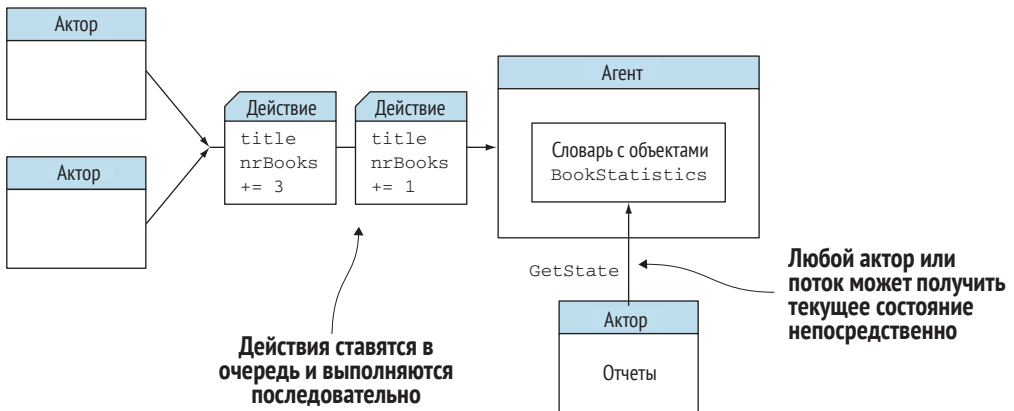 Актор
Актор
Действие
title
nrBooks
+= 3
Действие
title
nrBooks
+= 1
Агент
Словарь с объектами
BookStatistics
GetState
Любой актор или
поток может получить
текущее состояние
непосредственно
Актор
Отчеты
Действия ставятся в
очередь и выполняются
последовательно